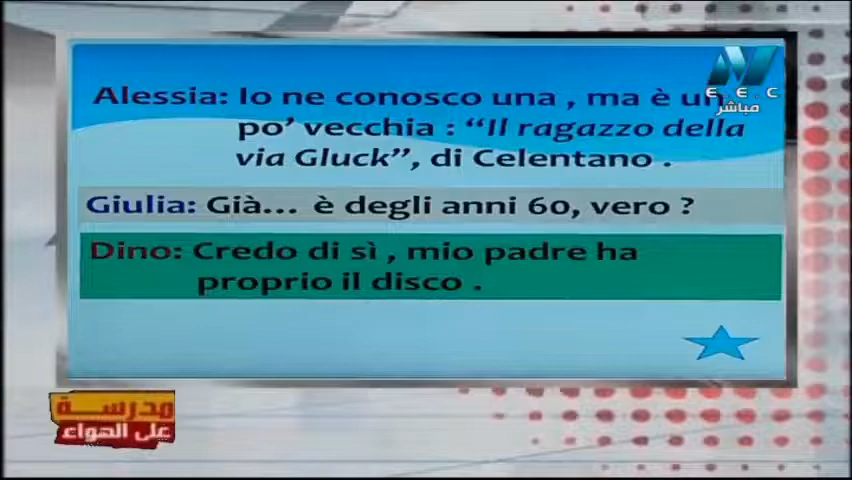 Alessia: Io ne conosco una , ma è un
po’ vecchia : “Il ragazzo della
via Gluck”, di Celentano .
Giulia: Già... è degli anni 60, vero ?
Dino: Credo di sì , mio padre ha
proprio il disco .
E E . C
مباشر
مدرسة
على الهواء